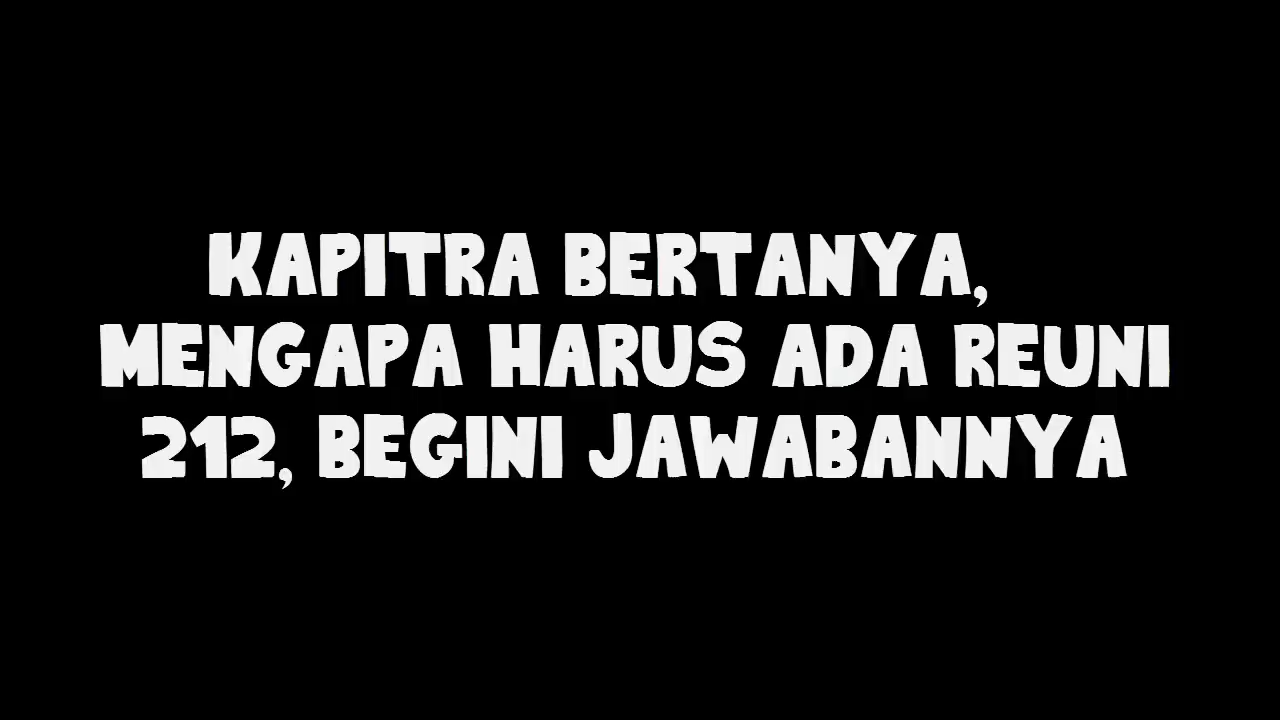 KAPITRA BERTANYA,
MENGAPA HARUS ADA REUNI
212, BEGINI JAWABANNYA